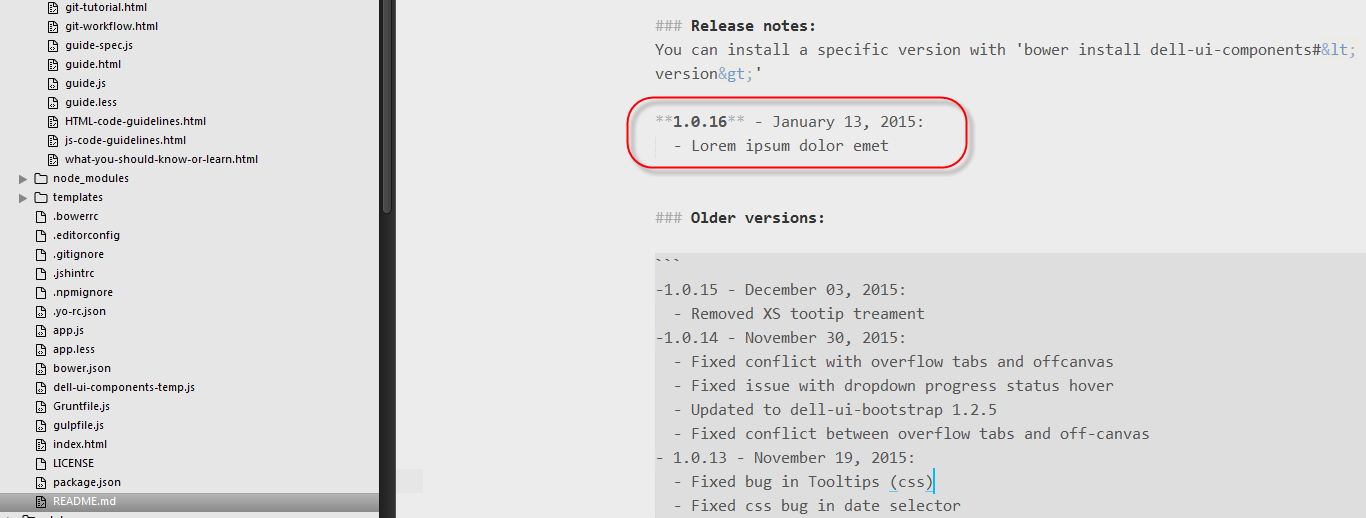 git-tutorial.html
git-workflow.html
guide-spec.js
guide.html
guide.js
guide.less
HTML-code-guidelines.html
js-code-guidelines.html
what-you-should-know-or-learn.html
node_modules
templates
.bowerrc
.editorconfig
.gitignore
.jshintrc
.npmignore
.yo-rc.json
app.js
app.less
bower.json
dell-ui-components-temp.js
Gruntfile.js
gulpfile.js
index.html
LICENSE
package.json
README.md
### Release notes:
You can install a specific version with 'bower install dell-ui-components#&lt;
version&gt;'
**1.0.16** - January 13, 2015:
- Lorem ipsum dolor emet
### Older versions:
```
-1.0.15 - December 03, 2015:
- Removed XS tootip treament
-1.0.14 - November 30, 2015:
- Fixed conflict with overflow tabs and offcanvas
- Fixed issue with dropdown progress status hover
- Updated to dell-ui-bootstrap 1.2.5
- Fixed conflict between overflow tabs and off-canvas
- 1.0.13 - November 19, 2015:
- Fixed bug in Tooltips (css)
- Fixed css bug in date selector